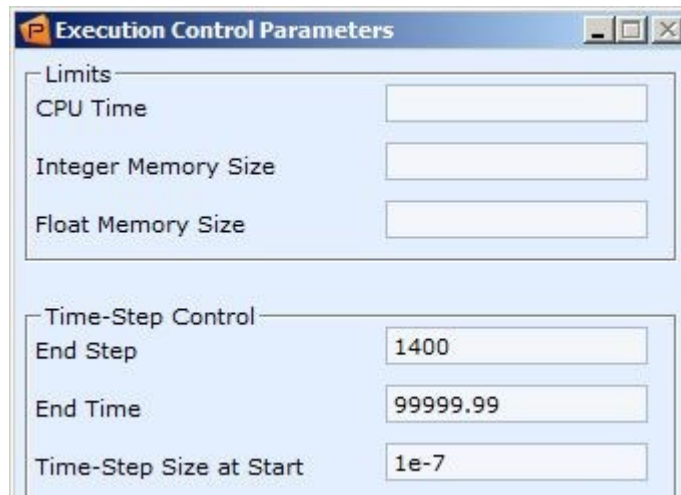 Execution Control Parameters
Limits
CPU Time
Integer Memory Size
Float Memory Size
Time-Step Control
End Step 1400
End Time 99999.99
Time-Step Size at Start 1e-7